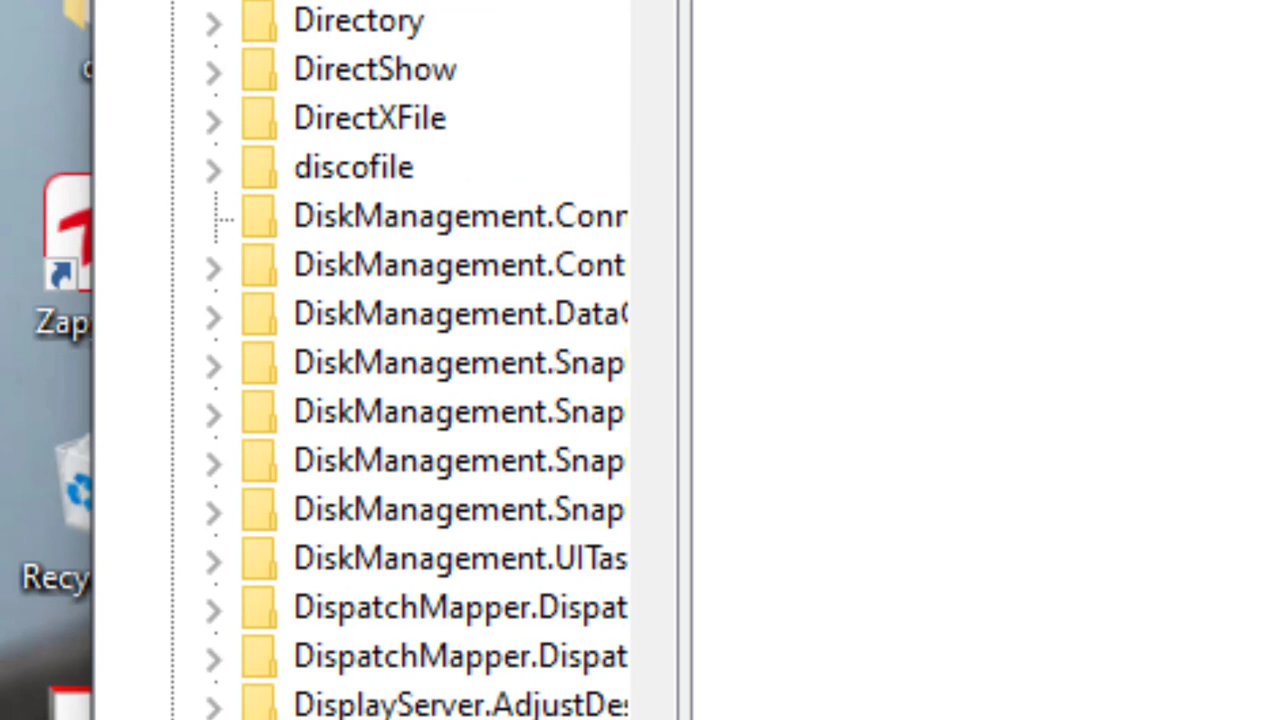 Directory
DirectShow
DirectXFile
discofile
DiskManagement.Conn
DiskManagement.Cont
DiskManagement.Data
DiskManagement.Snap
DiskManagement.Snap
DiskManagement.Snap
DiskManagement.Snap
DiskManagement.UITas
DispatchMapper.Dispat
DispatchMapper.Dispat
DisplayServer.AdjustDes
Zap
Recy